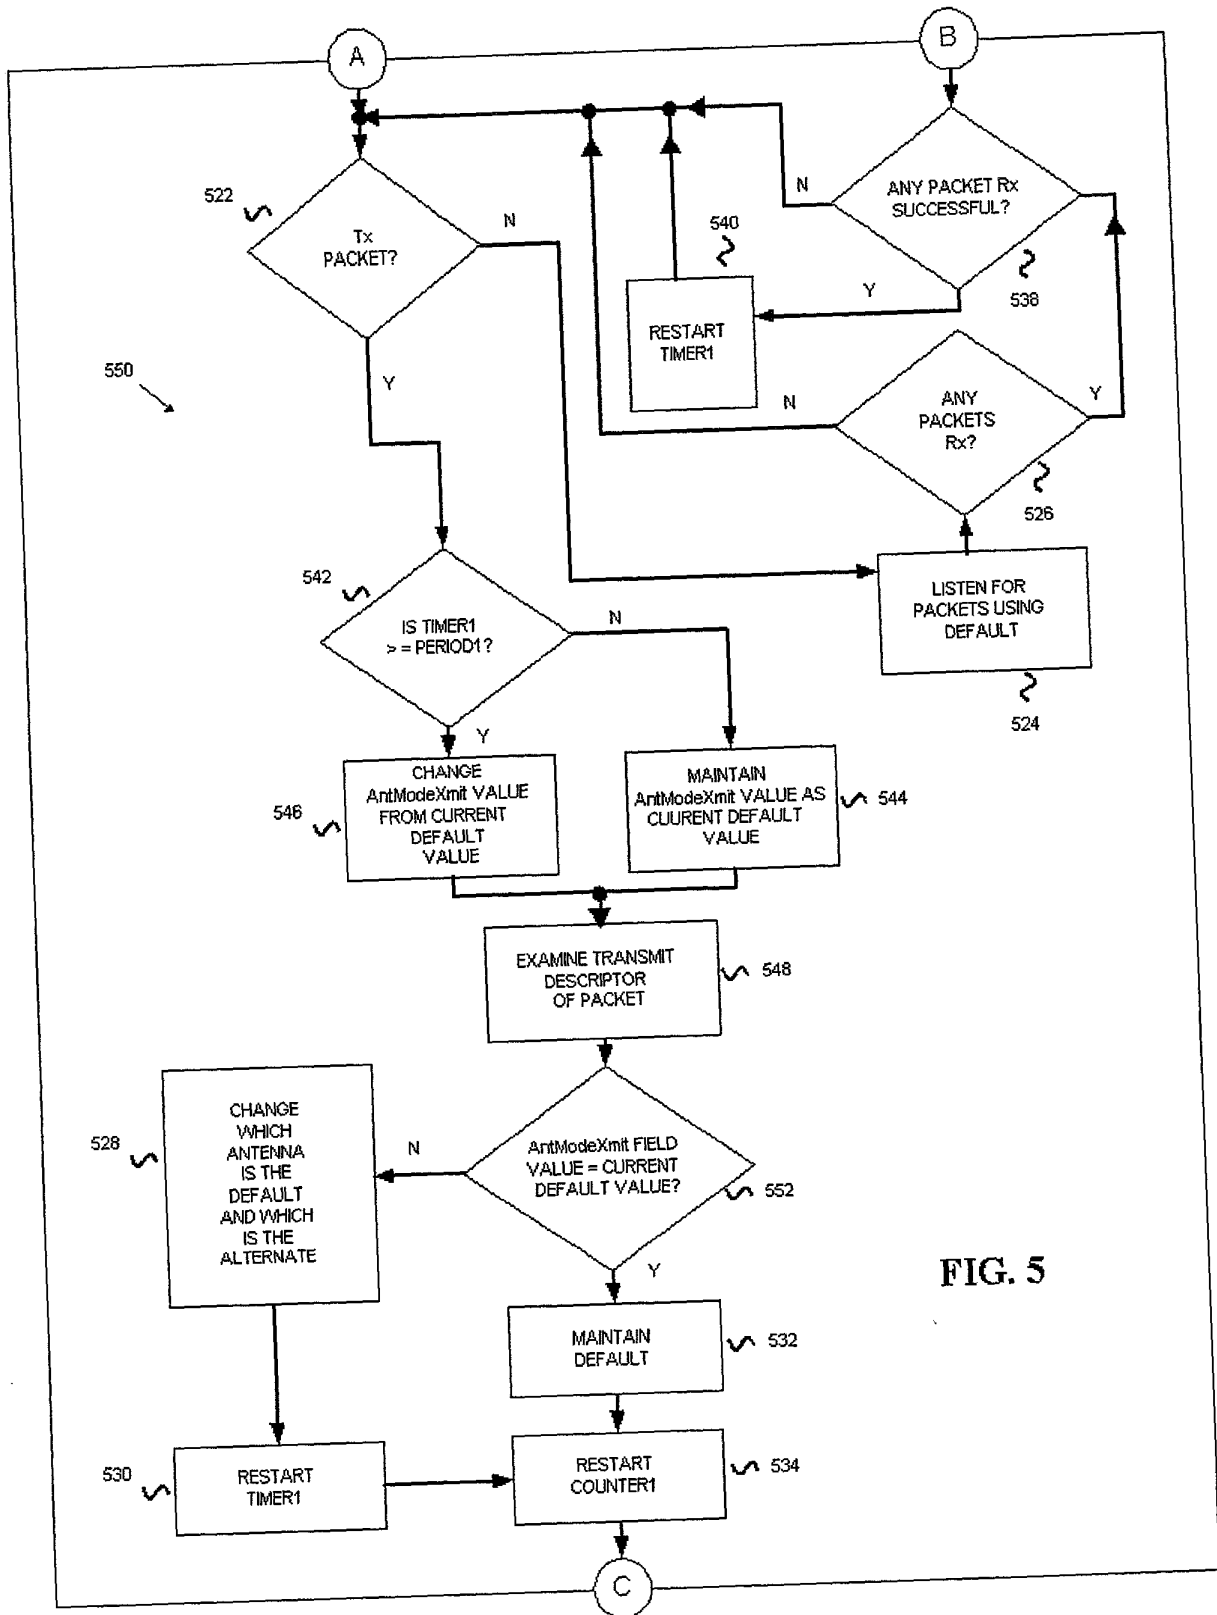 A
B
522
Tx
PACKET?
N
Y
550
ANY PACKET Rx
SUCCESSFUL?
N
538
Y
540
RESTART
TIMER1
ANY
PACKETS
Rx?
N
Y
526
LISTEN FOR
PACKETS USING
DEFAULT
524
542
IS TIMER1
> = PERIOD1?
N
Y
546
CHANGE
AntModeXmit VALUE
FROM CURRENT
DEFAULT
VALUE
MAINTAIN
AntModeXmit VALUE AS
CUURENT DEFAULT
VALUE
544
EXAMINE TRANSMIT
DESCRIPTOR
OF PACKET
548
528
CHANGE
WHICH
ANTENNA
IS THE
DEFAULT
AND WHICH
IS THE
ALTERNATE
N
AntModeXmit FIELD
VALUE = CURRENT
DEFAULT VALUE?
552
Y
FIG. 5
MAINTAIN
DEFAULT
532
530
RESTART
TIMER1
RESTART
COUNTER1
534
C